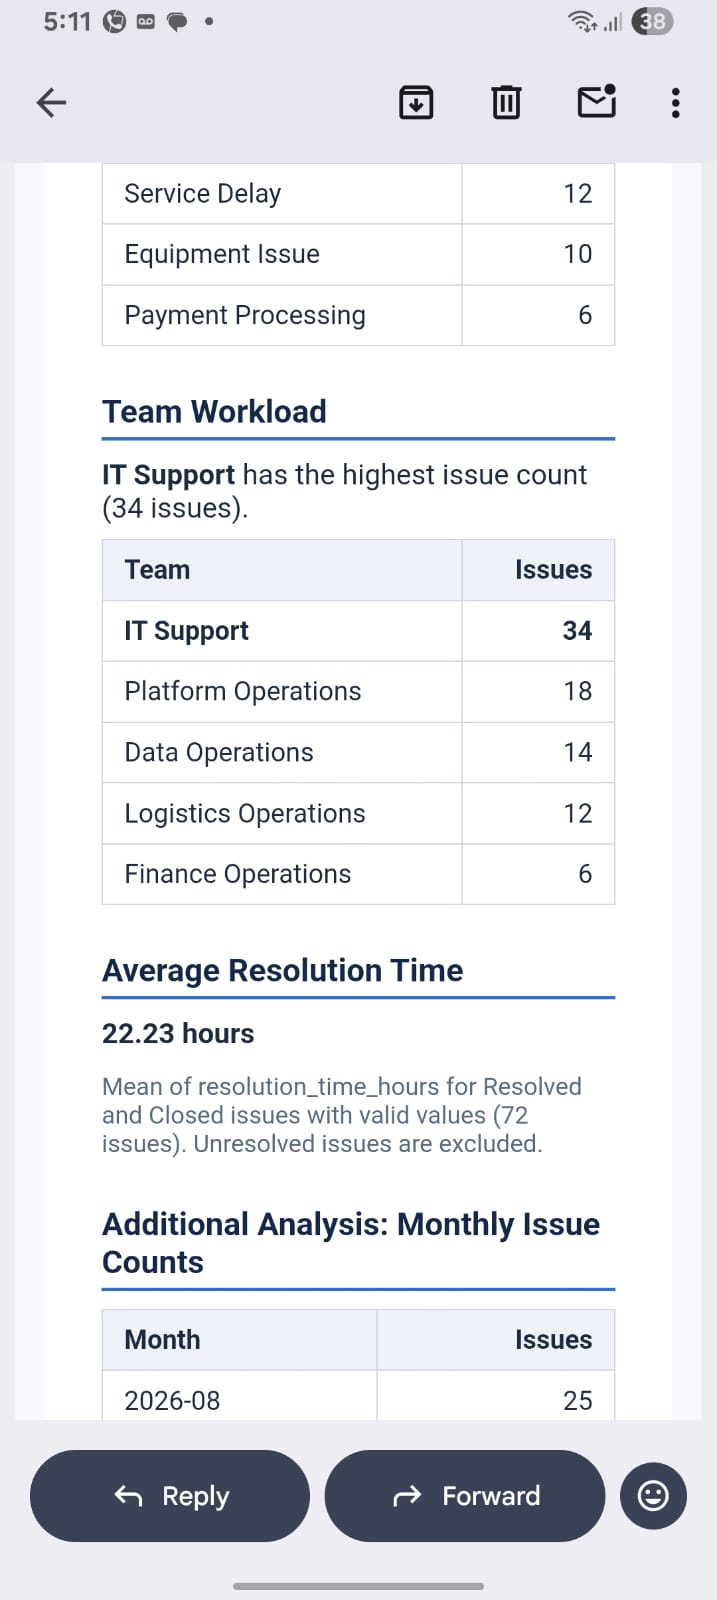 5:11
38
Service Delay 12
Equipment Issue 10
Payment Processing 6
Team Workload
IT Support has the highest issue count
(34 issues).
Team Issues
IT Support 34
Platform Operations 18
Data Operations 14
Logistics Operations 12
Finance Operations 6
Average Resolution Time
22.23 hours
Mean of resolution_time_hours for Resolved
and Closed issues with valid values (72
issues). Unresolved issues are excluded.
Additional Analysis: Monthly Issue
Counts
Month Issues
2026-08 25
Reply Forward